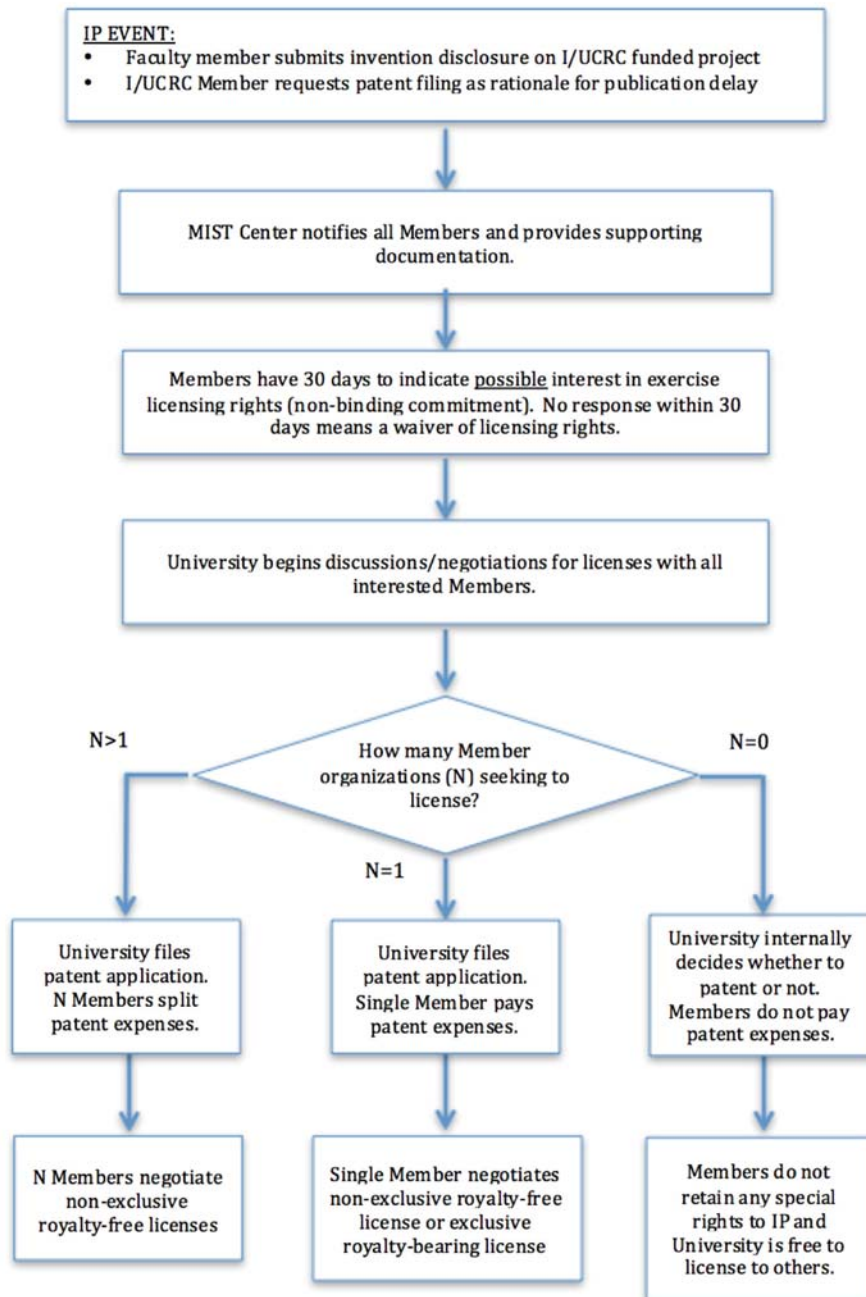 IP EVENT:
• Faculty member submits invention disclosure on I/UCRC funded project
• I/UCRC Member requests patent filing as rationale for publication delay
MIST Center notifies all Members and provides supporting
documentation.
Members have 30 days to indicate possible interest in exercise
licensing rights (non-binding commitment). No response within 30
days means a waiver of licensing rights.
University begins discussions/negotiations for licenses with all
interested Members.
N>1
How many Member
organizations (N) seeking to
license?
N=0
N=1
University files
patent application.
N Members split
patent expenses.
University files
patent application.
Single Member pays
patent expenses.
University internally
decides whether to
patent or not.
Members do not pay
patent expenses.
N Members negotiate
non-exclusive
royalty-free licenses
Single Member negotiates
non-exclusive royalty-free
license or exclusive
royalty-bearing license
Members do not
retain any special
rights to IP and
University is free to
license to others.